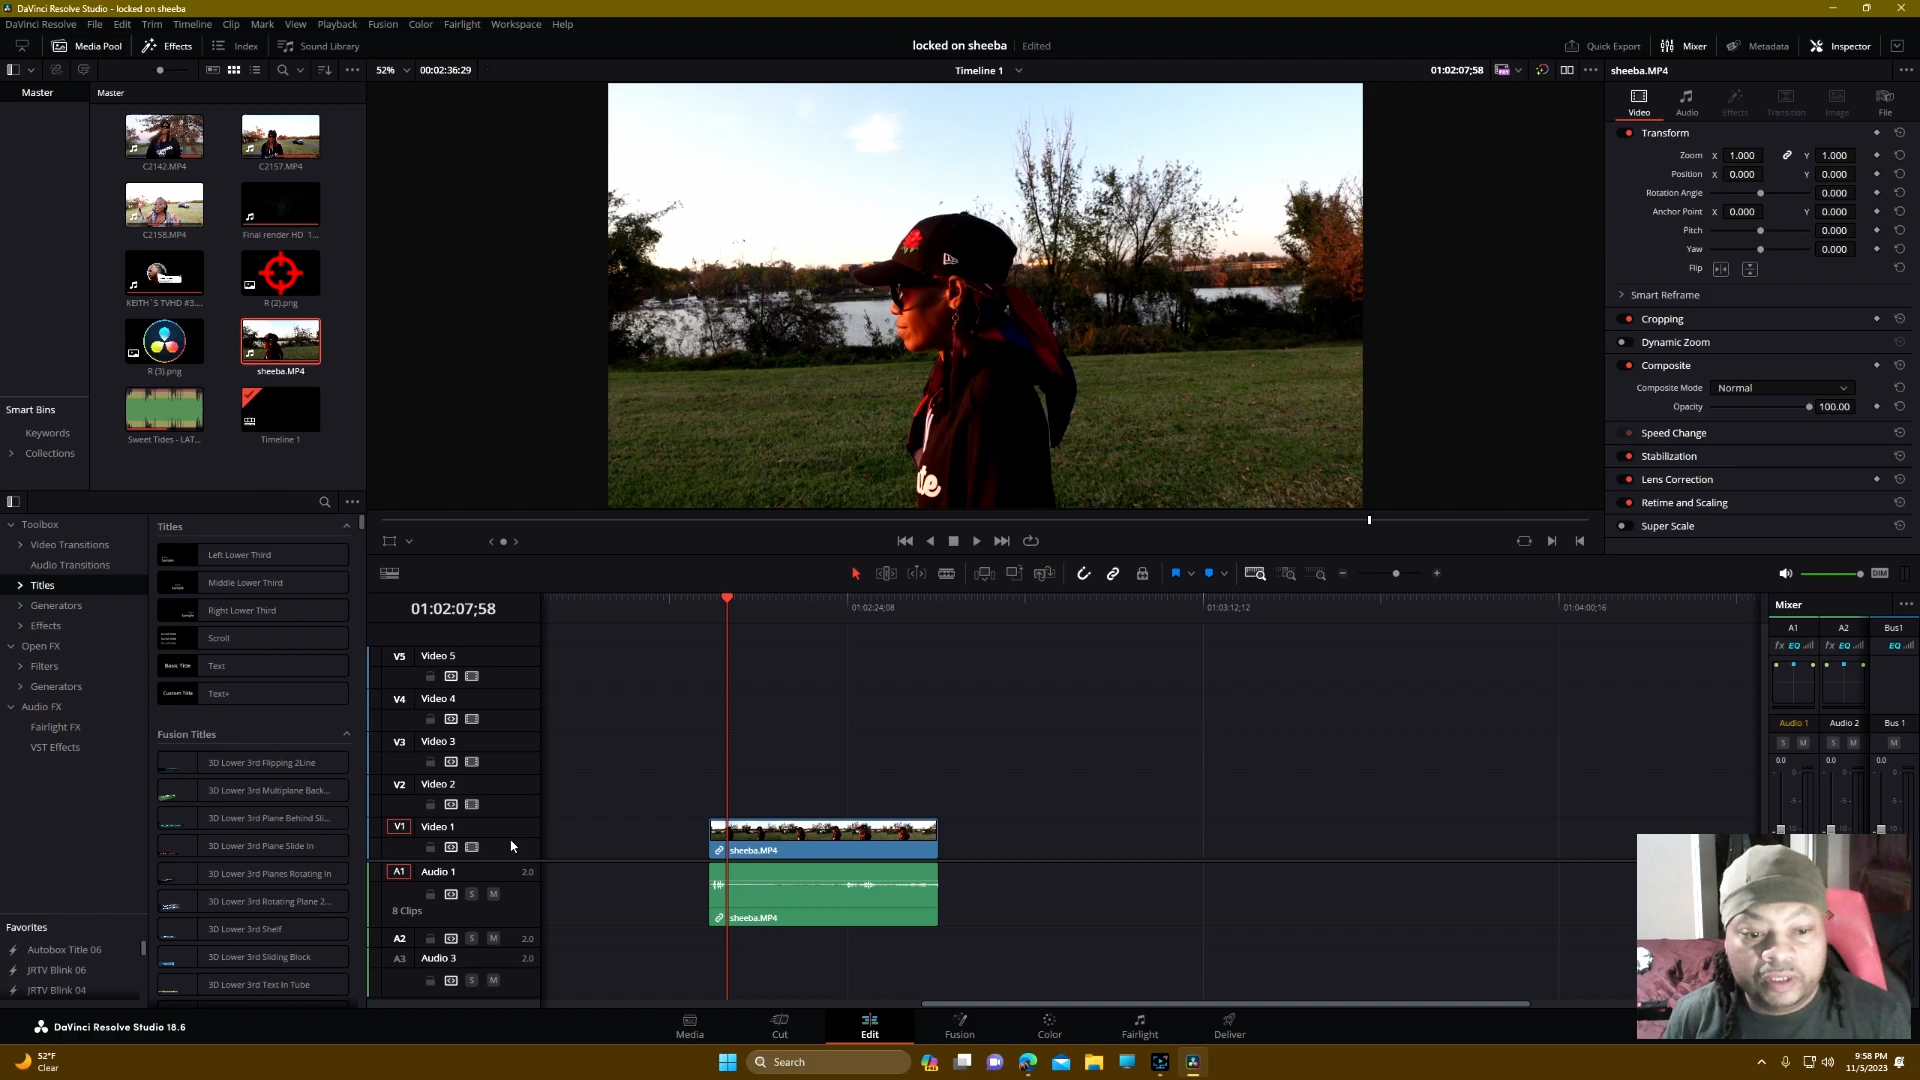 DaVinci Resolve Studio - locked on sheeba
DaVinci Resolve File Edit Trim Timeline Clip Mark View Playback Fusion Color Fairlight Workspace Help
Media Pool Effects Index Sound Library locked on sheeba Edited Quick Export Mixer Metadata Inspector
52% 00:02:36:29 Timeline 1 01:02:07;58 sheeba.MP4
Master Master
C2142.MP4 C2157.MP4
C2158.MP4 Final render HD 1...
KEITH`S TVHD #3.... R (2).png
R (3).png sheeba.MP4
Sweet Tides - LAT... Timeline 1
Smart Bins
Keywords
Collections
Video Audio Effects Transition Image File
Transform
Zoom X 1.000 Y 1.000
Position X 0.000 Y 0.000
Rotation Angle 0.000
Anchor Point X 0.000 Y 0.000
Pitch 0.000
Yaw 0.000
Flip
Smart Reframe
Cropping
Dynamic Zoom
Composite
Composite Mode Normal
Opacity 100.00
Speed Change
Stabilization
Lens Correction
Retime and Scaling
Super Scale
Toolbox
Video Transitions
Audio Transitions
Titles
Generators
Effects
Open FX
Filters
Generators
Audio FX
Fairlight FX
VST Effects
Favorites
Autobox Title 06
JRTV Blink 06
JRTV Blink 04
Titles
Left Lower Third
Middle Lower Third
Right Lower Third
Scroll
Basic Title Text
Custom Title Text+
Fusion Titles
3D Lower 3rd Flipping 2Line
3D Lower 3rd Multiplane Back...
3D Lower 3rd Plane Behind Sli...
3D Lower 3rd Plane Slide In
3D Lower 3rd Planes Rotating In
3D Lower 3rd Rotating Plane 2...
3D Lower 3rd Shelf
3D Lower 3rd Sliding Block
3D Lower 3rd Text In Tube
DIM
01:02:07;58 01:02:24;08 01:03:12;12 01:04:00;16
V5 Video 5
V4 Video 4
V3 Video 3
V2 Video 2
V1 Video 1
sheeba.MP4
A1 Audio 1 2.0
S M
8 Clips
sheeba.MP4
A2 S M 2.0
A3 Audio 3 2.0
S M
Mixer
A1 A2 Bus1
fx EQ fx EQ EQ
Audio 1 Audio 2 Bus 1
S M S M M
0.0 0.0 0.0
DaVinci Resolve Studio 18.6
Media Cut Edit Fusion Color Fairlight Deliver
52°F
Clear
Search
9:58 PM
11/5/2023